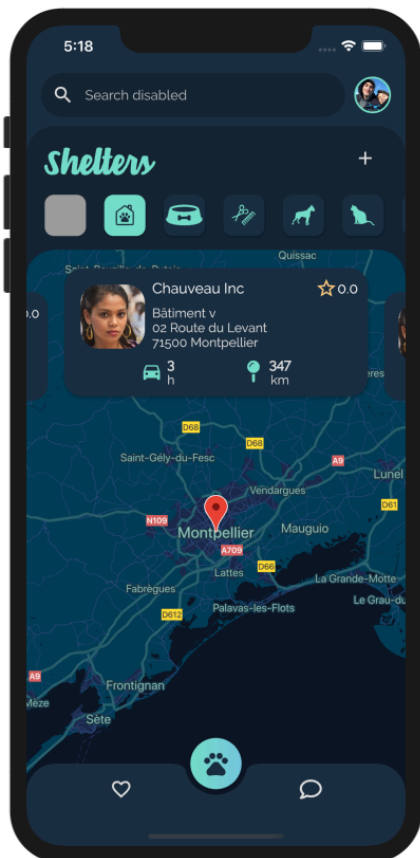 5:18
Search disabled
Shelters
Quissac
Chauveau Inc
0.0
Bâtiment v
02 Route du Levant
71500 Montpellier
3
h
347
km
D68
D68
Saint-Gély-du-Fesc
A9
Lunel
Vendargues
D61
N109
Montpellier
Mauguio
A709
Lattes
D66
La Grande-Motte
Fabrègues
Palavas-les-Flots
Le Grau-du
D612
A9
Frontignan
Mèze
Sète